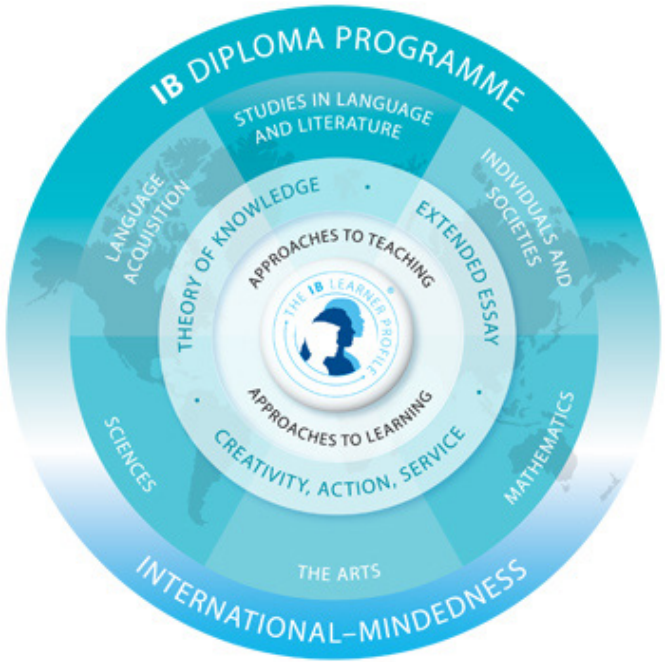 IB DIPLOMA PROGRAMME
STUDIES IN LANGUAGE
AND LITERATURE
LANGUAGE
ACQUISITION
INDIVIDUALS AND
SOCIETIES
THEORY OF KNOWLEDGE
EXTENDED ESSAY
APPROACHES TO TEACHING
THE IB LEARNER PROFILE
®
APPROACHES TO LEARNING
CREATIVITY, ACTION, SERVICE
SCIENCES
MATHEMATICS
THE ARTS
INTERNATIONAL–MINDEDNESS